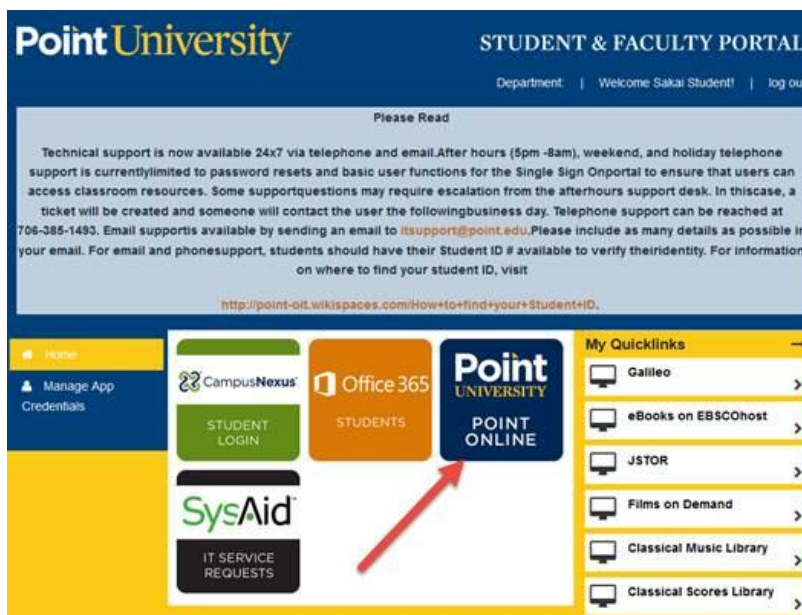 Point University
STUDENT & FACULTY PORTAL
Department: | Welcome Sakai Student! | log ou
Please Read
Technical support is now available 24x7 via telephone and email.After hours (5pm -8am), weekend, and holiday telephone
support is currentlylimited to password resets and basic user functions for the Single Sign Onportal to ensure that users can
access classroom resources. Some supportquestions may require escalation from the afterhours support desk. In thiscase, a
ticket will be created and someone will contact the user the followingbusiness day. Telephone support can be reached at
706-385-1493. Email supportis available by sending an email to itsupport@point.edu.Please include as many details as possible in
your email. For email and phonesupport, students should have their Student ID # available to verify theiridentity. For information
on where to find your student ID, visit
http://point-oit.wikispaces.com/How+to+find+your+Student+ID.
Home
Manage App
Credentials
CampusNexus
STUDENT
LOGIN
Office 365
STUDENTS
Point
UNIVERSITY
POINT
ONLINE
SysAid
IT SERVICE
REQUESTS
My Quicklinks
Galileo
eBooks on EBSCOhost
JSTOR
Films on Demand
Classical Music Library
Classical Scores Library